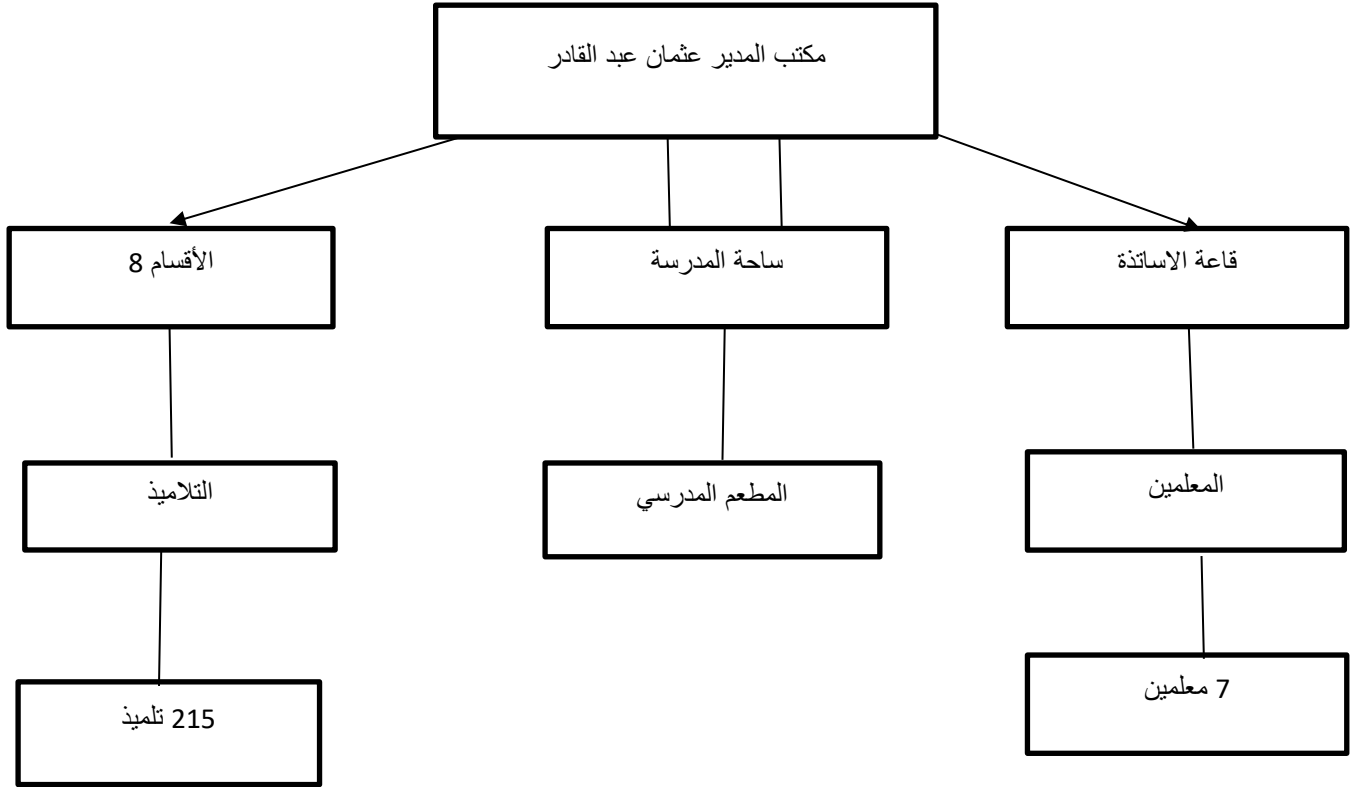 مكتب المدير عثمان عبد القادر
قاعة الاساتذة
ساحة المدرسة
الأقسام 8
المعلمين
المطعم المدرسي
التلاميذ
7 معلمين
215 تلميذ